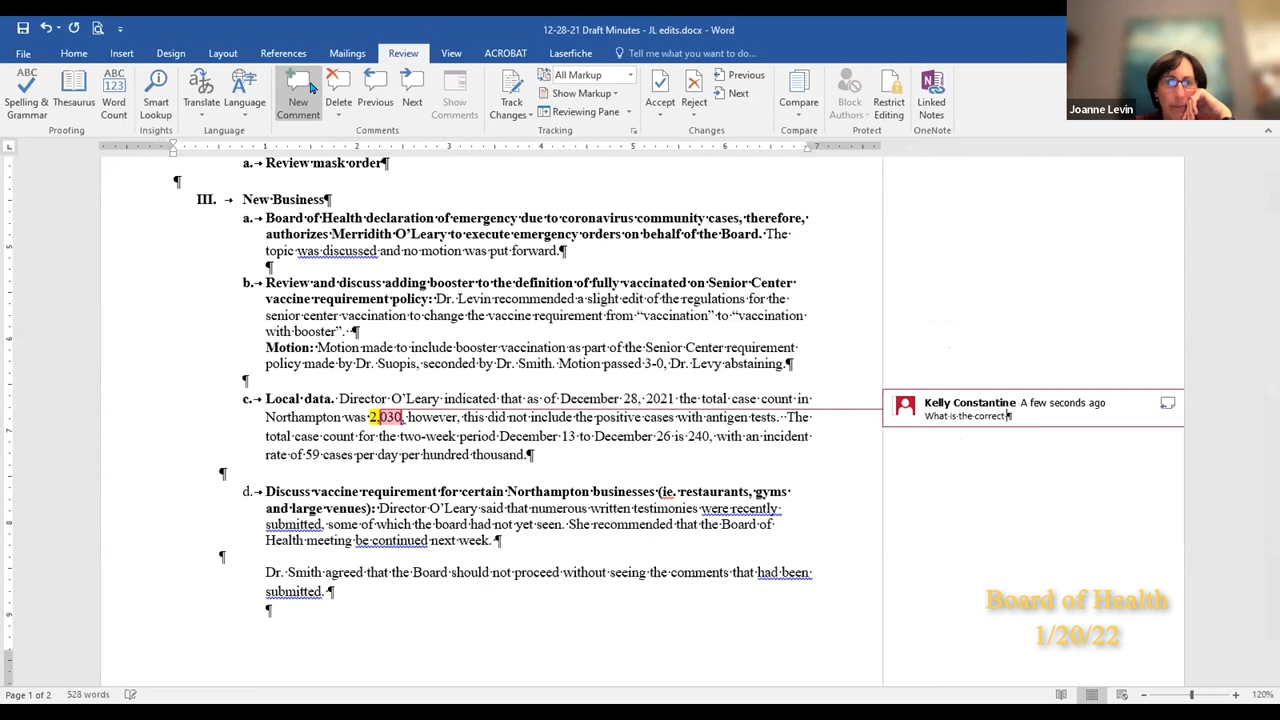 12-28-21 Draft Minutes - JL edits.docx - Word
File Home Insert Design Layout References Mailings Review View ACROBAT Laserfiche Tell me what you want to do...
Joanne Levin
ABC
ABC 123
Spelling & Grammar
Thesaurus
Word Count
Smart Lookup
Translate
Language
New Comment
Delete
Previous
Next
Show Comments
Track Changes
All Markup
Show Markup
Reviewing Pane
Accept
Reject
Previous
Next
Compare
Block Authors
Restrict Editing
Linked Notes
Proofing Insights Language Comments Tracking Changes Compare Protect OneNote
1 2 3 4 5 6 7
a.→ Review·mask·order¶
¶
III. → New·Business¶
a.→ Board·of·Health·declaration·of·emergency·due·to·coronavirus·community·cases,·therefore,·
authorizes·Merridith·O’Leary·to·execute·emergency·orders·on·behalf·of·the·Board.·The·
topic·was·discussed·and·no·motion·was·put·forward.¶
¶
b.→ Review·and·discuss·adding·booster·to·the·definition·of·fully·vaccinated·on·Senior·Center·
vaccine·requirement·policy:·Dr.·Levin·recommended·a·slight·edit·of·the·regulations·for·the·
senior·center·vaccination·to·change·the·vaccine·requirement·from·“vaccination”·to·“vaccination·
with·booster”.··¶
Motion:·Motion·made·to·include·booster·vaccination·as·part·of·the·Senior·Center·requirement·
policy·made·by·Dr.·Suopis,·seconded·by·Dr.·Smith.·Motion·passed·3-0,·Dr.·Levy·abstaining.¶
¶
c.→ Local·data.·Director·O’Leary·indicated·that·as·of·December·28,·2021·the·total·case·count·in·
Northampton·was·2,030,·however,·this·did·not·include·the·positive·cases·with·antigen·tests.··The·
total·case·count·for·the·two-week·period·December·13·to·December·26·is·240,·with·an·incident·
rate·of·59·cases·per·day·per·hundred·thousand.¶
¶
d.→ Discuss·vaccine·requirement·for·certain·Northampton·businesses·(ie.·restaurants,·gyms·
and·large·venues):·Director·O’Leary·said·that·numerous·written·testimonies·were·recently·
submitted,·some·of·which·the·board·had·not·yet·seen.·She·recommended·that·the·Board·of·
Health·meeting·be·continued·next·week.·¶
¶
Dr.·Smith·agreed·that·the·Board·should·not·proceed·without·seeing·the·comments·that·had·been·
submitted.·¶
¶
Kelly Constantine A few seconds ago
What·is·the·correct¶
Board of Health
1/20/22
Page 1 of 2 528 words 120%